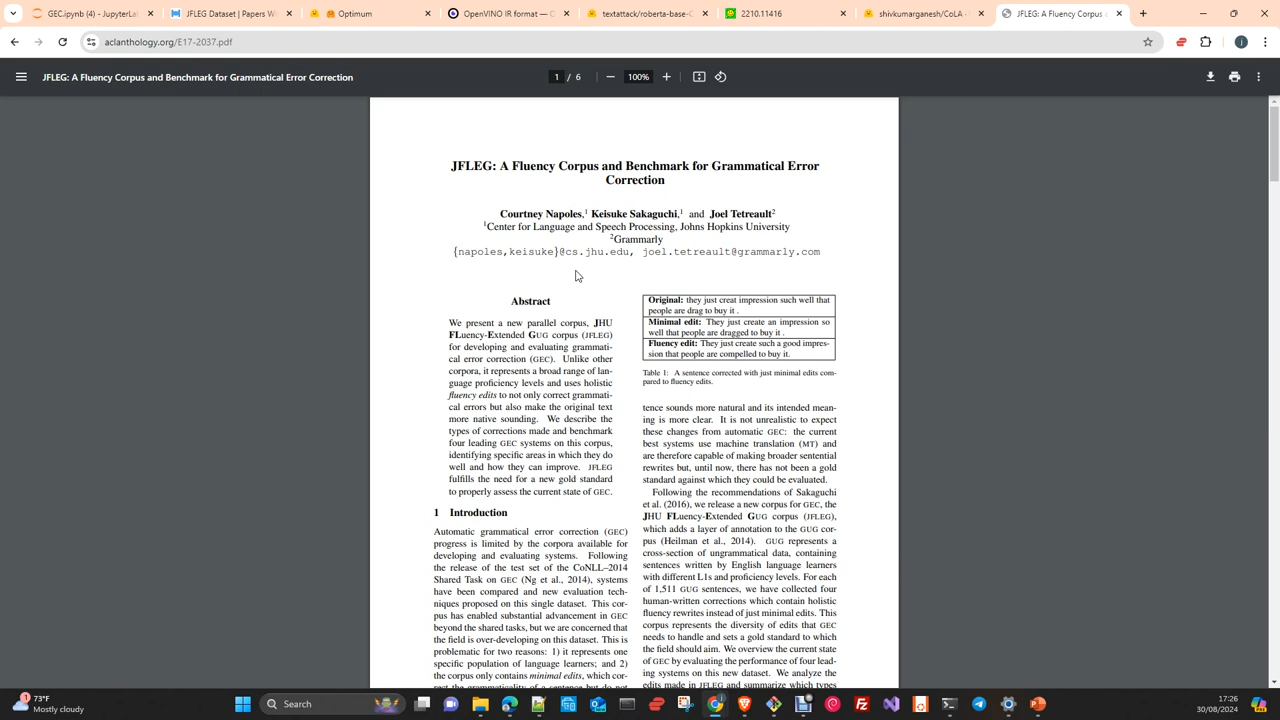 GEC.ipynb (4) - JupyterLab
JFLEG Dataset | Papers W
Optimum
OpenVINO IR format —
textattack/roberta-base-C
2210.11416
shivkumarganesh/CoLA
JFLEG: A Fluency Corpus
aclanthology.org/E17-2037.pdf
JFLEG: A Fluency Corpus and Benchmark for Grammatical Error Correction
1 / 6
100%
JFLEG: A Fluency Corpus and Benchmark for Grammatical Error
Correction
Courtney Napoles,1 Keisuke Sakaguchi,1 and Joel Tetreault2
1Center for Language and Speech Processing, Johns Hopkins University
2Grammarly
{napoles,keisuke}@cs.jhu.edu, joel.tetreault@grammarly.com
Abstract
We present a new parallel corpus, JHU
FLuency-Extended GUG corpus (JFLEG)
for developing and evaluating grammati-
cal error correction (GEC). Unlike other
corpora, it represents a broad range of lan-
guage proficiency levels and uses holistic
fluency edits to not only correct grammati-
cal errors but also make the original text
more native sounding. We describe the
types of corrections made and benchmark
four leading GEC systems on this corpus,
identifying specific areas in which they do
well and how they can improve. JFLEG
fulfills the need for a new gold standard
to properly assess the current state of GEC.
1 Introduction
Automatic grammatical error correction (GEC)
progress is limited by the corpora available for
developing and evaluating systems. Following
the release of the test set of the CoNLL–2014
Shared Task on GEC (Ng et al., 2014), systems
have been compared and new evaluation tech-
niques proposed on this single dataset. This cor-
pus has enabled substantial advancement in GEC
beyond the shared tasks, but we are concerned that
the field is over-developing on this dataset. This is
problematic for two reasons: 1) it represents one
specific population of language learners; and 2)
the corpus only contains minimal edits, which cor-
rect the grammaticality of a sentence but do not
Original: they just creat impression such well that
people are drag to buy it .
Minimal edit: They just create an impression so
well that people are dragged to buy it .
Fluency edit: They just create such a good impres-
sion that people are compelled to buy it.
Table 1: A sentence corrected with just minimal edits com-
pared to fluency edits.
tence sounds more natural and its intended mean-
ing is more clear. It is not unrealistic to expect
these changes from automatic GEC: the current
best systems use machine translation (MT) and
are therefore capable of making broader sentential
rewrites but, until now, there has not been a gold
standard against which they could be evaluated.
Following the recommendations of Sakaguchi
et al. (2016), we release a new corpus for GEC, the
JHU FLuency-Extended GUG corpus (JFLEG),
which adds a layer of annotation to the GUG cor-
pus (Heilman et al., 2014). GUG represents a
cross-section of ungrammatical data, containing
sentences written by English language learners
with different L1s and proficiency levels. For each
of 1,511 GUG sentences, we have collected four
human-written corrections which contain holistic
fluency rewrites instead of just minimal edits. This
corpus represents the diversity of edits that GEC
needs to handle and sets a gold standard to which
the field should aim. We overview the current state
of GEC by evaluating the performance of four lead-
ing systems on this new dataset. We analyze the
edits made in JFLEG and summarize which types
73°F
Mostly cloudy
Search
17:26
30/08/2024